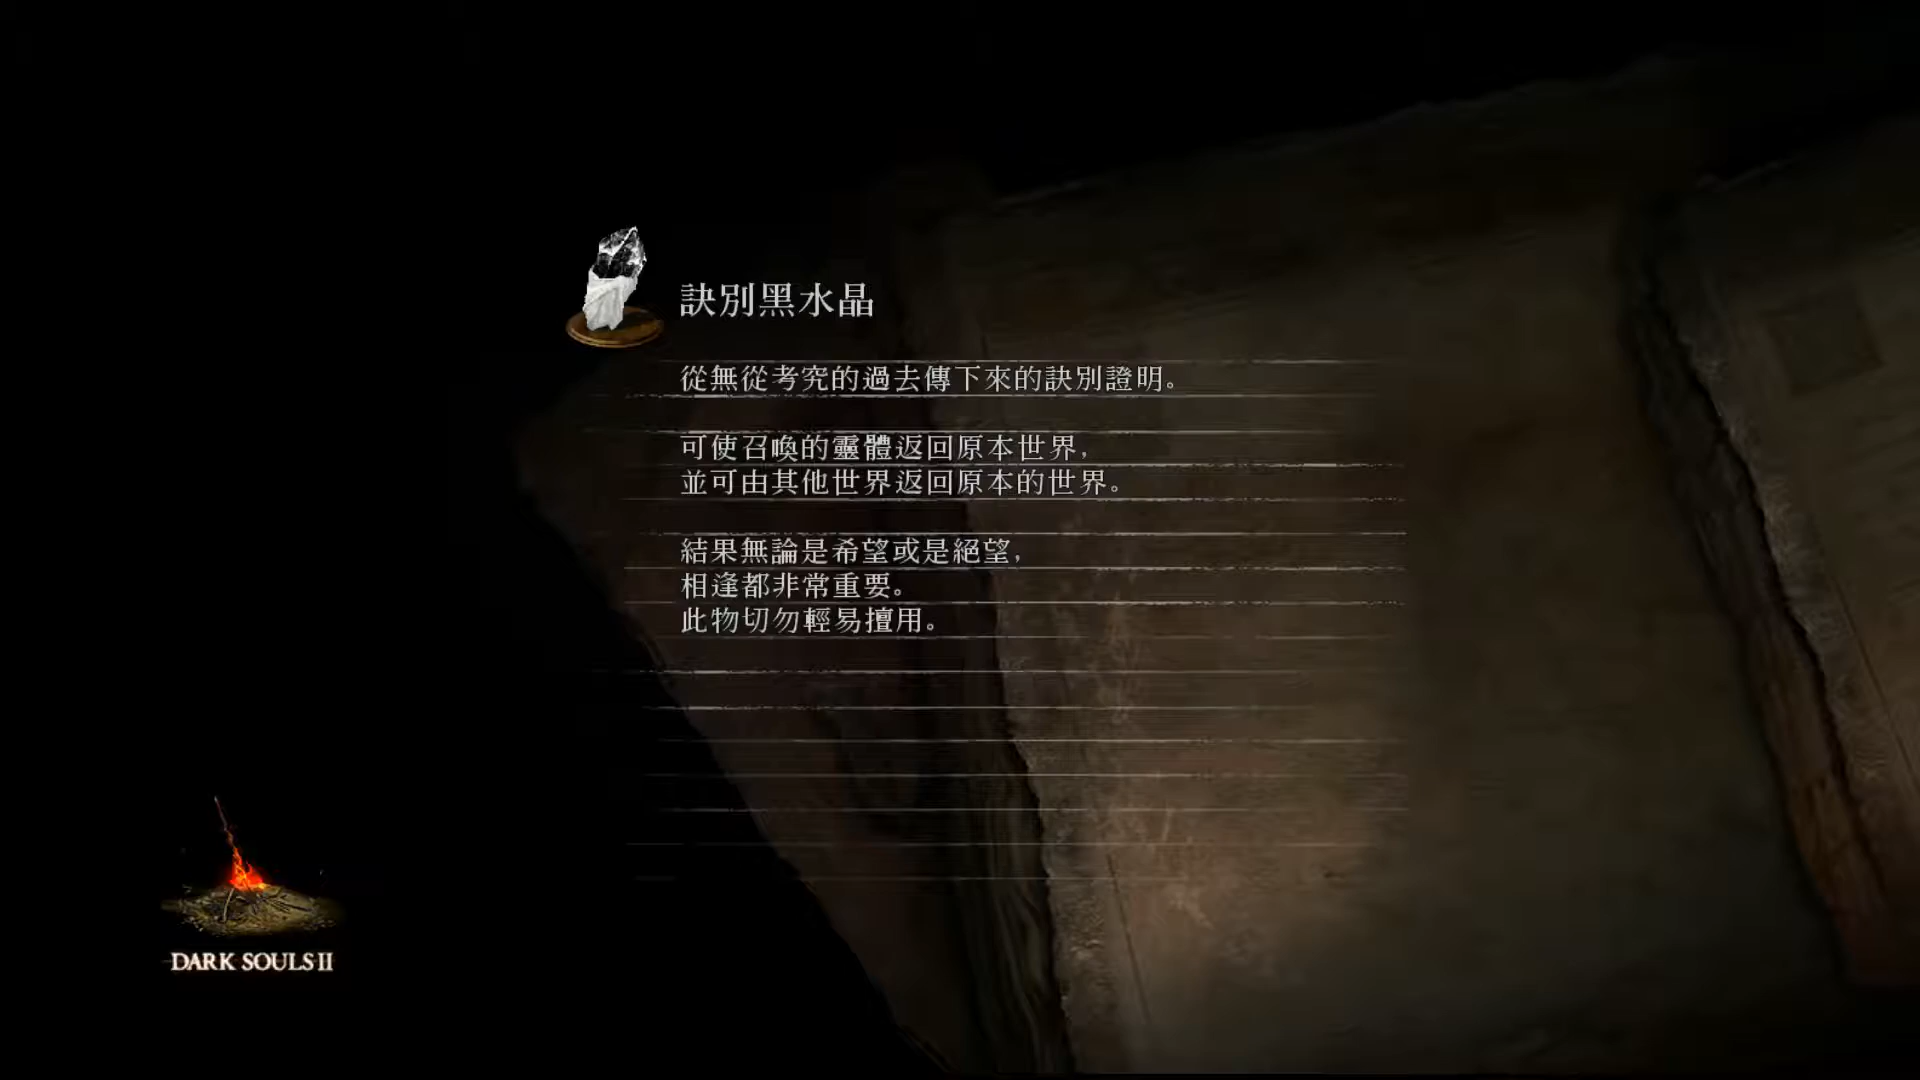 訣別黑水晶
從無從考究的過去傳下來的訣別證明。
可使召喚的靈體返回原本世界，
並可由其他世界返回原本的世界。
結果無論是希望或是絕望，
相逢都非常重要。
此物切勿輕易擅用。
DARK SOULS II